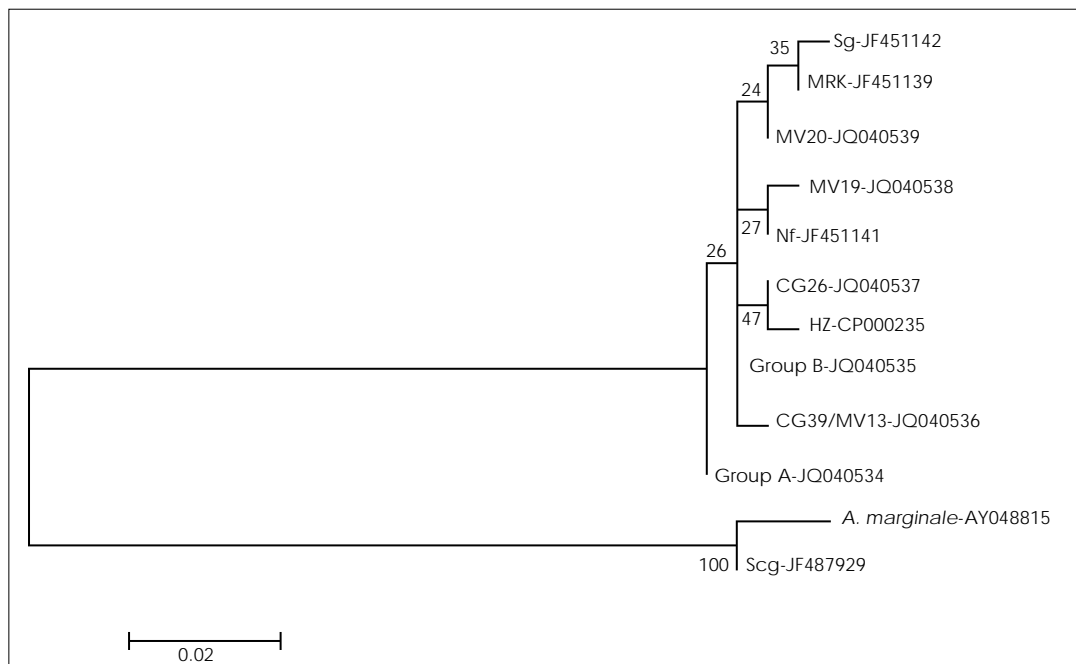 Sg-JF451142
35
MRK-JF451139
24
MV20-JQ040539
MV19-JQ040538
27
Nf-JF451141
26
CG26-JQ040537
47
HZ-CP000235
Group B-JQ040535
CG39/MV13-JQ040536
Group A-JQ040534
A. marginale-AY048815
100
Scg-JF487929
0.02